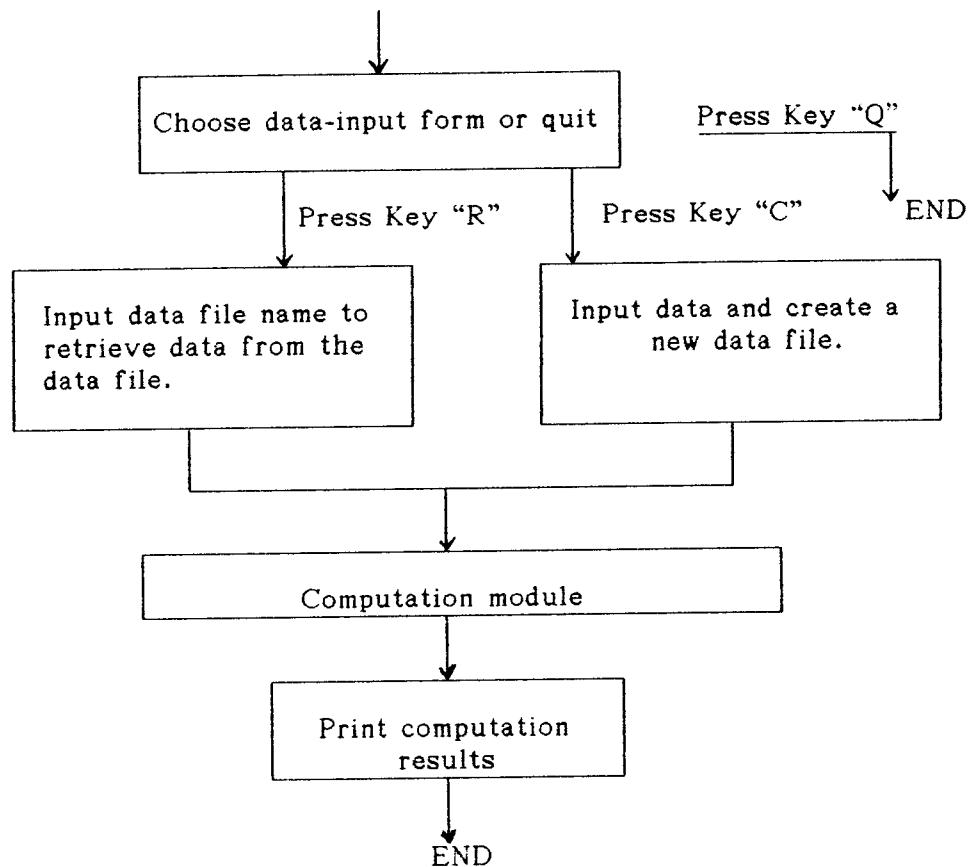 Choose data-input form or quit
Press Key “Q”
END
Press Key “R”
Press Key “C”
Input data file name to
retrieve data from the
data file.
Input data and create a
new data file.
Computation module
Print computation
results
END